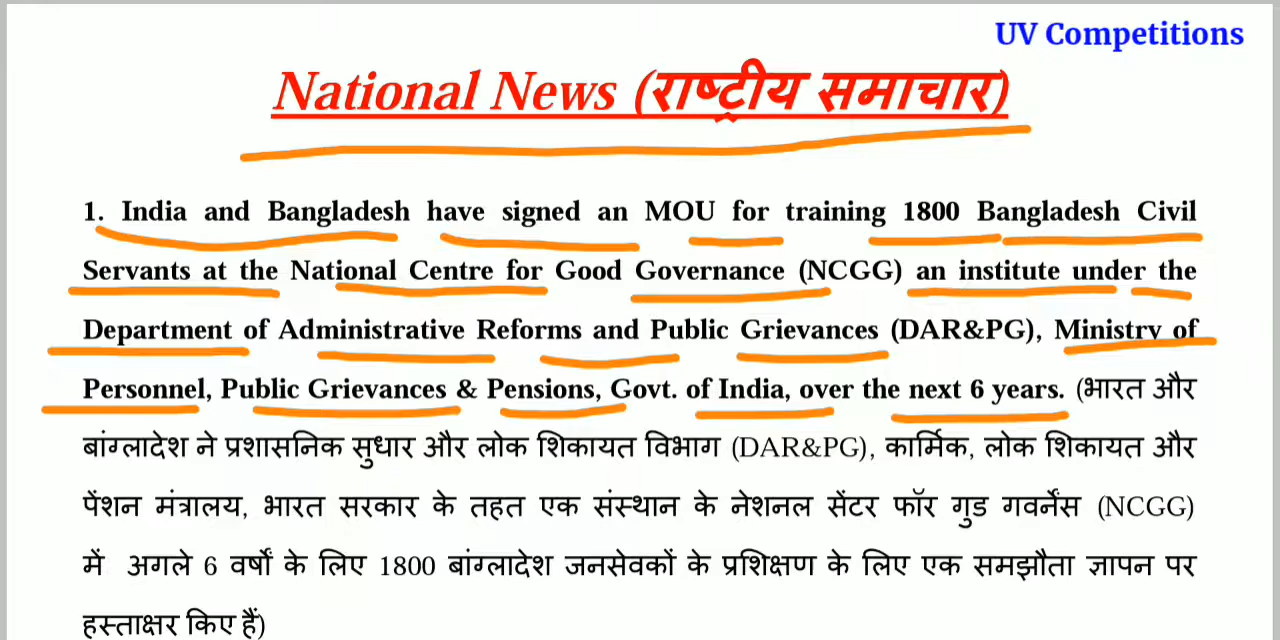 UV Competitions
National News (राष्ट्रीय समाचार)
1. India and Bangladesh have signed an MOU for training 1800 Bangladesh Civil
Servants at the National Centre for Good Governance (NCGG) an institute under the
Department of Administrative Reforms and Public Grievances (DAR&PG), Ministry of
Personnel, Public Grievances & Pensions, Govt. of India, over the next 6 years. (भारत और
बांग्लादेश ने प्रशासनिक सुधार और लोक शिकायत विभाग (DAR&PG), कार्मिक, लोक शिकायत और
पेंशन मंत्रालय, भारत सरकार के तहत एक संस्थान के नेशनल सेंटर फॉर गुड गवर्नेंस (NCGG)
में अगले 6 वर्षों के लिए 1800 बांग्लादेश जनसेवकों के प्रशिक्षण के लिए एक समझौता ज्ञापन पर
हस्ताक्षर किए हैं)